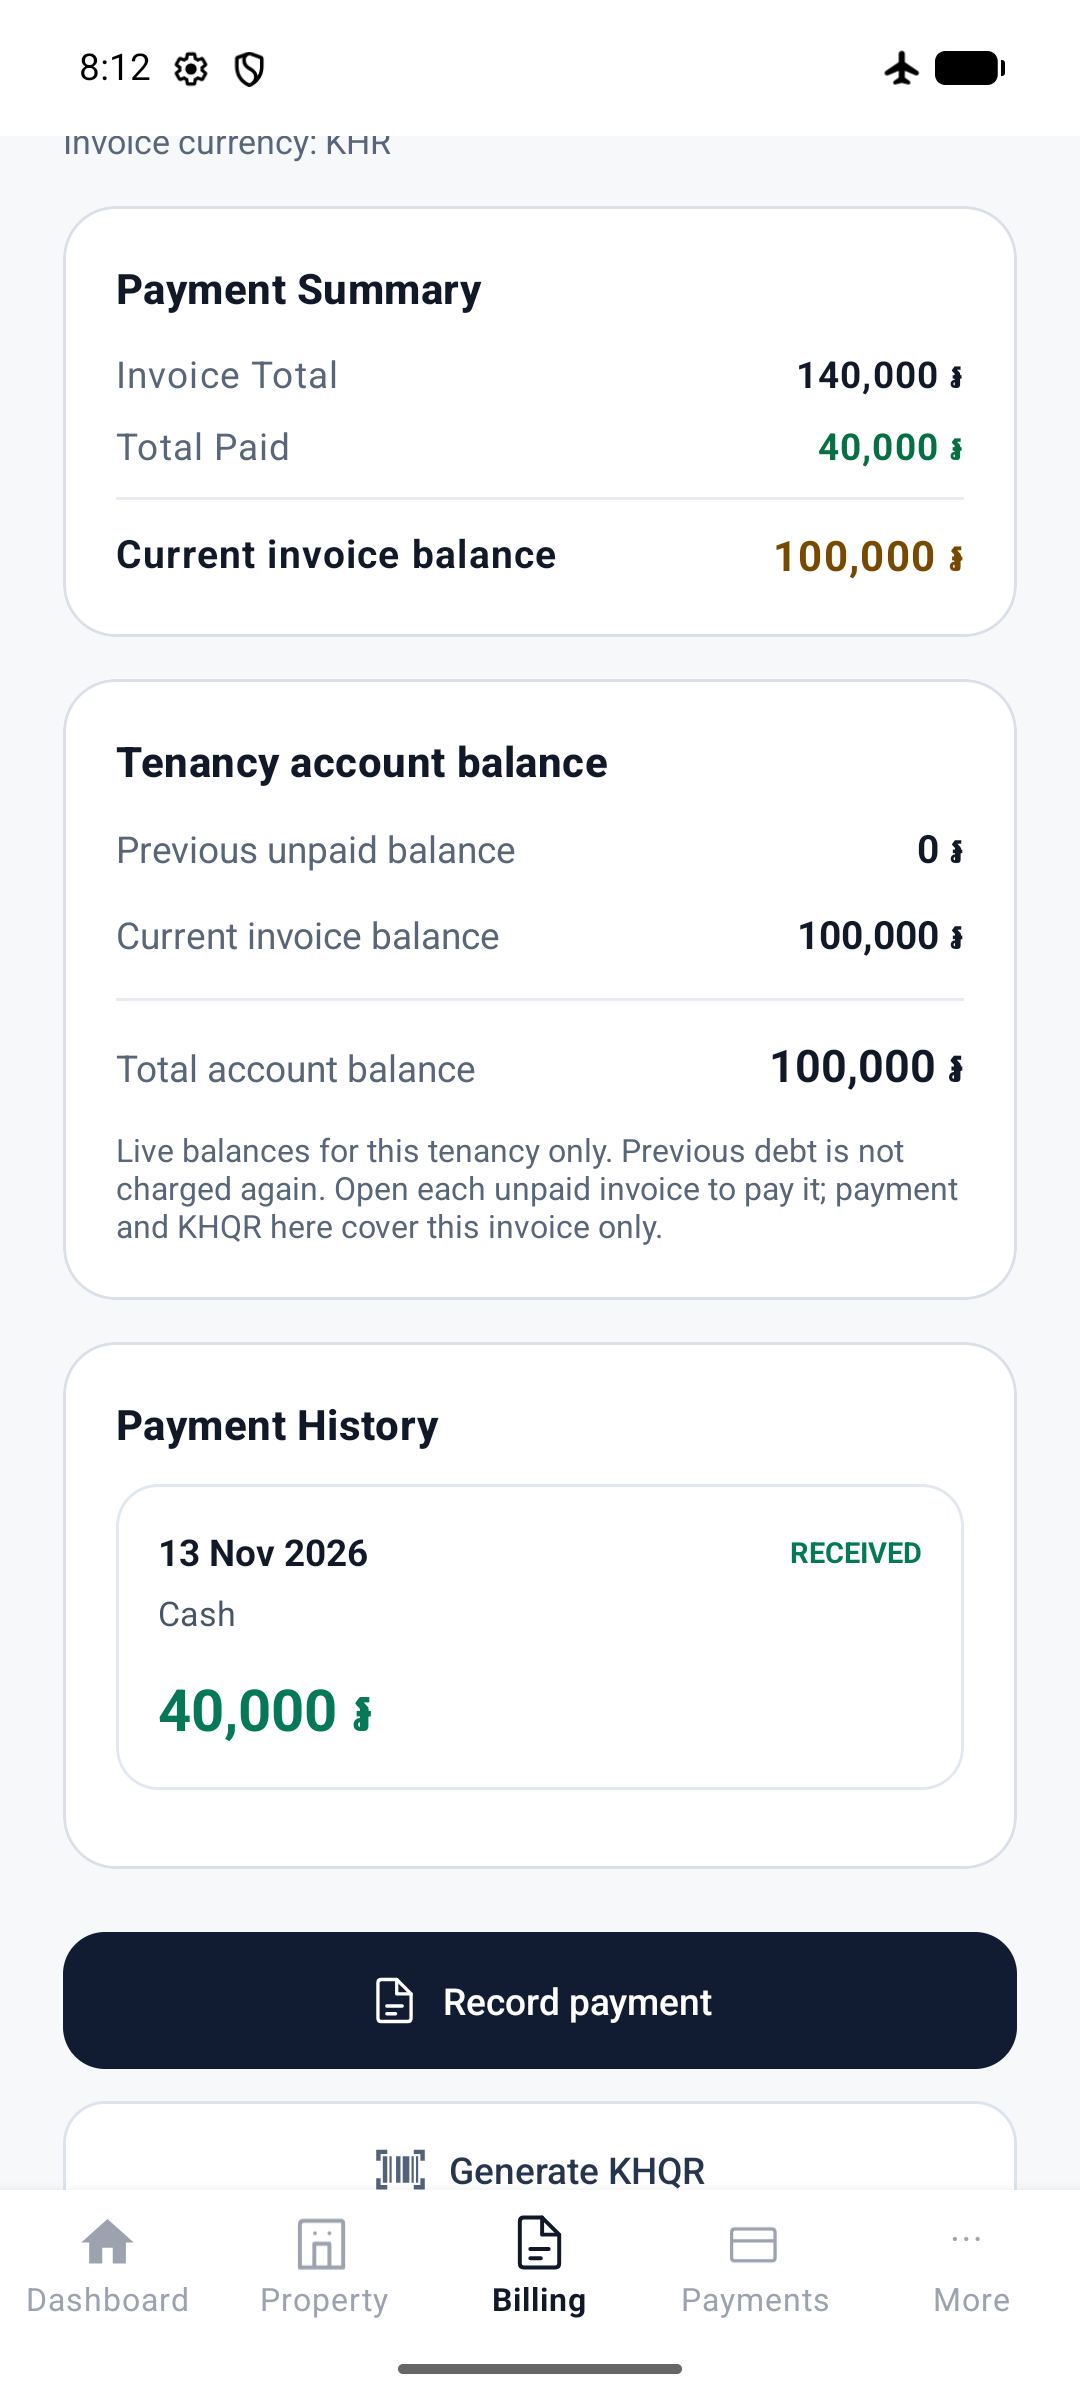 8:12
Invoice currency: KHR
Payment Summary
Invoice Total 140,000 ៛
Total Paid 40,000 ៛
Current invoice balance 100,000 ៛
Tenancy account balance
Previous unpaid balance 0 ៛
Current invoice balance 100,000 ៛
Total account balance 100,000 ៛
Live balances for this tenancy only. Previous debt is not
charged again. Open each unpaid invoice to pay it; payment
and KHQR here cover this invoice only.
Payment History
13 Nov 2026 RECEIVED
Cash
40,000 ៛
Record payment
Generate KHQR
Dashboard Property Billing Payments More